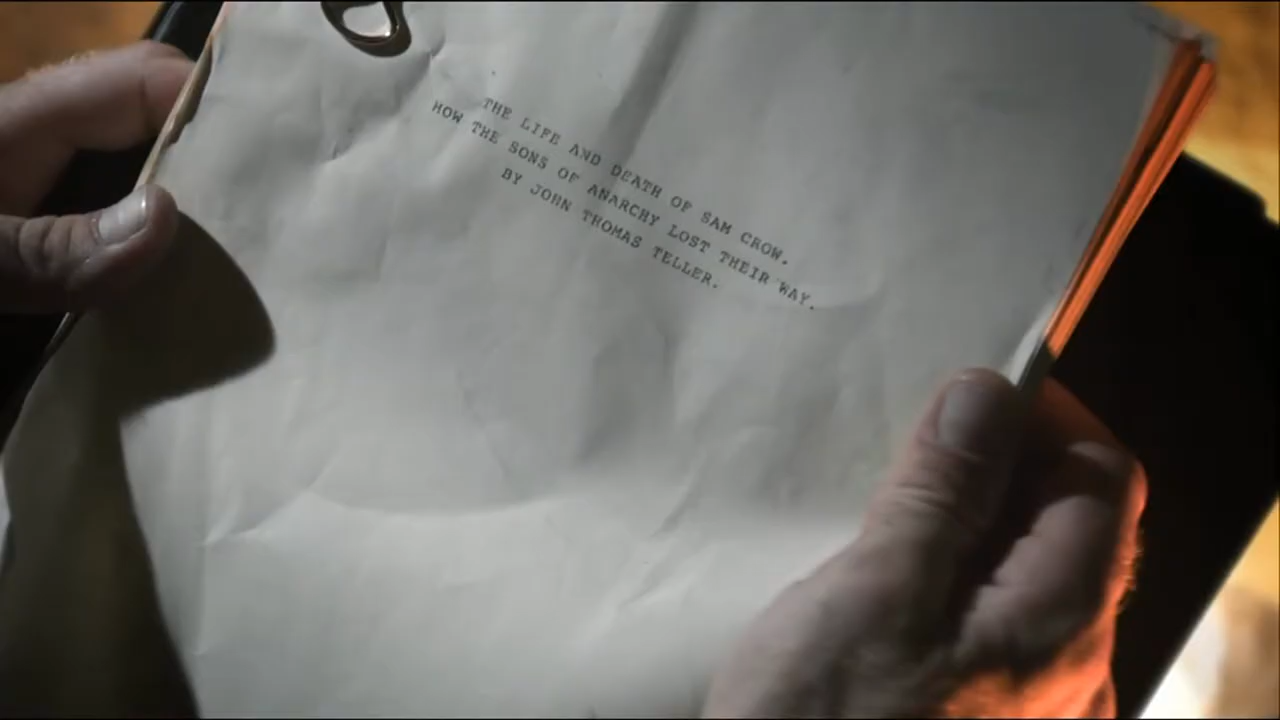 THE LIFE AND DEATH OF SAM CROW.
HOW THE SONS OF ANARCHY LOST THEIR WAY.
BY JOHN THOMAS TELLER.